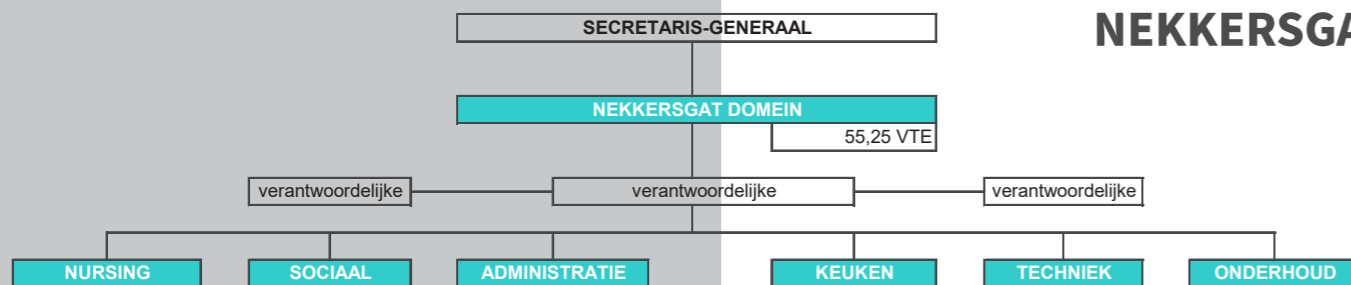 SECRETARIS-GENERAAL
NEKKERSGA
NEKKERSGAT DOMEIN
55,25 VTE
verantwoordelijke verantwoordelijke verantwoordelijke
NURSING SOCIAAL ADMINISTRATIE KEUKEN TECHNIEK ONDERHOUD